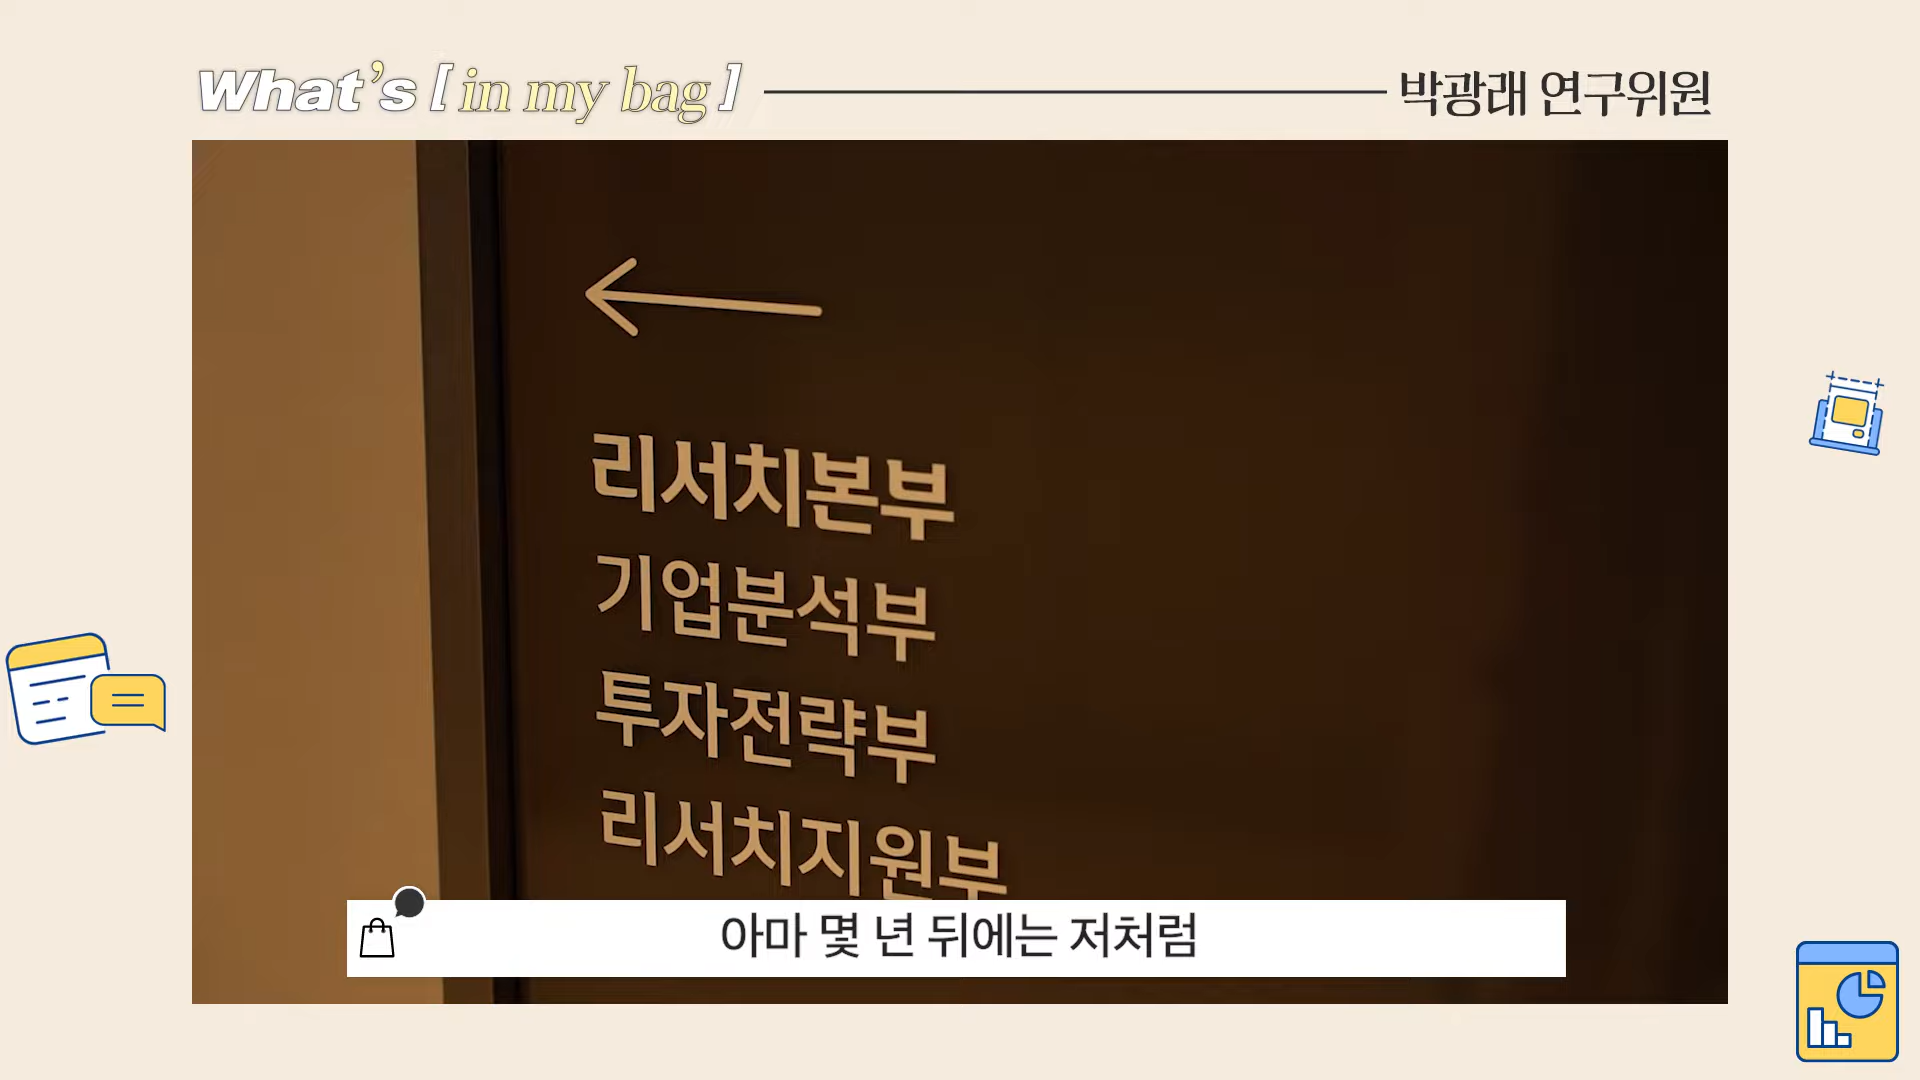 What's [in my bag]
박광래 연구위원
리서치본부
기업분석부
투자전략부
리서치지원부
아마 몇 년 뒤에는 저처럼